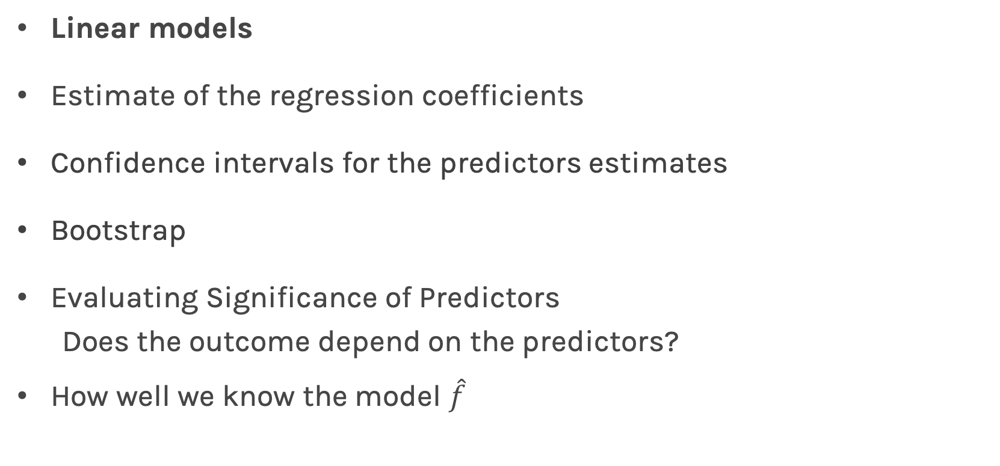 • Linear models
• Estimate of the regression coefficients
• Confidence intervals for the predictors estimates
• Bootstrap
• Evaluating Significance of Predictors
Does the outcome depend on the predictors?
• How well we know the model f̂